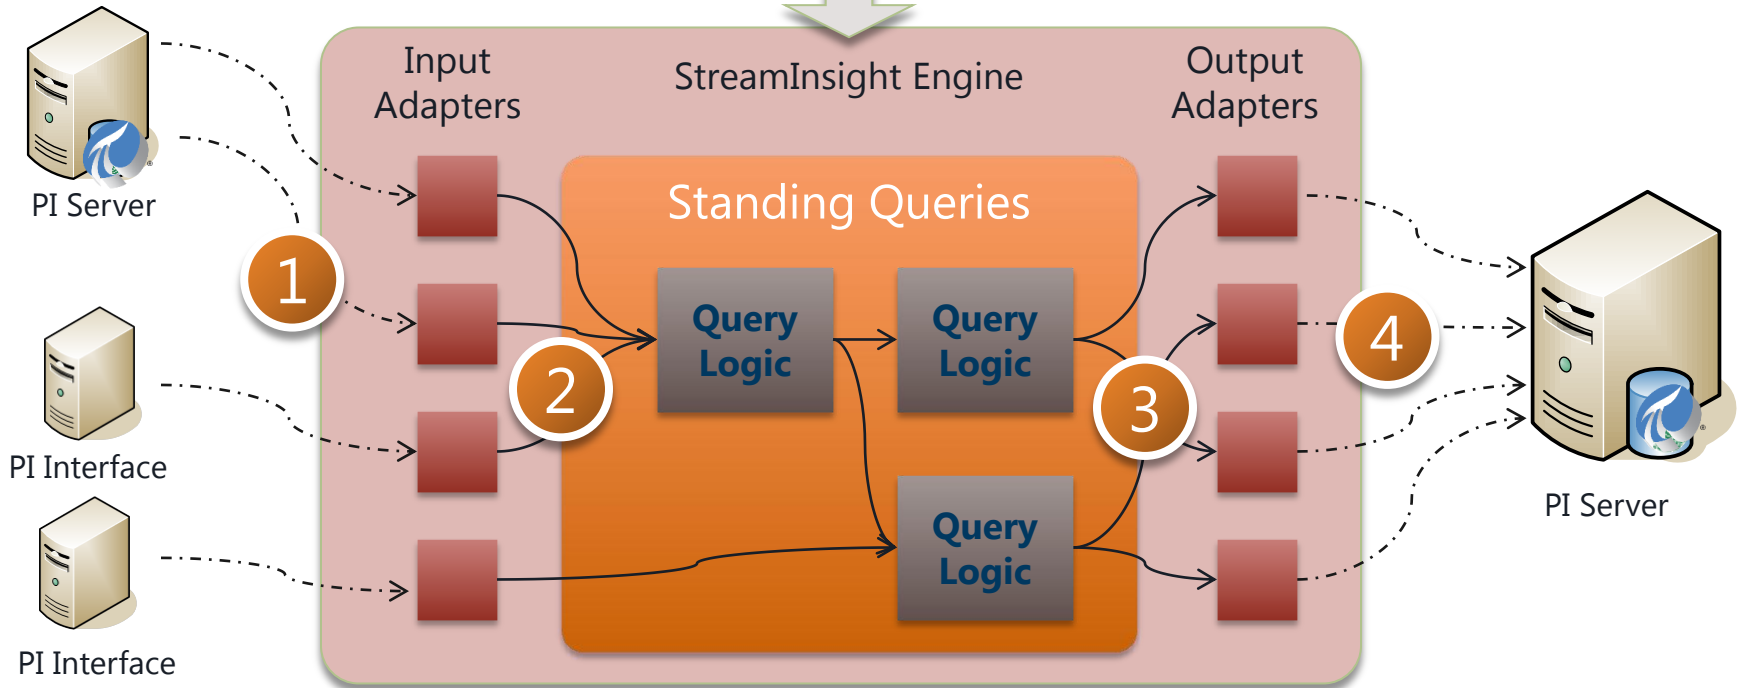 Input
Adapters
StreamInsight Engine
Output
Adapters
PI Server
Standing Queries
1
Query
Logic
Query
Logic
2
3
4
PI Interface
Query
Logic
PI Server
PI Interface